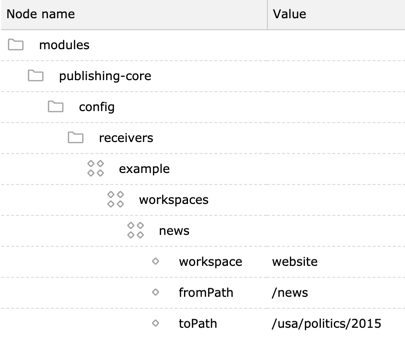 Node name Value
modules
publishing-core
config
receivers
example
workspaces
news
workspace website
fromPath /news
toPath /usa/politics/2015